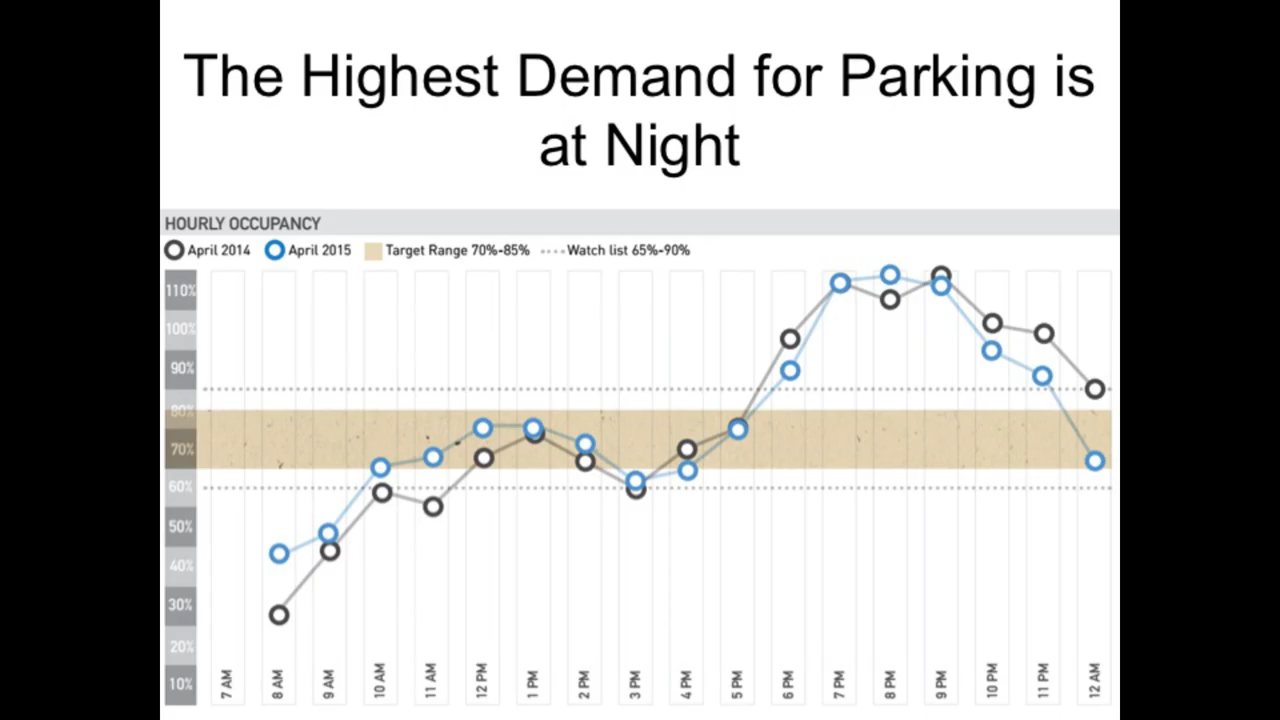 The Highest Demand for Parking is
at Night
HOURLY OCCUPANCY
April 2014 April 2015 Target Range 70%-85% Watch list 65%-90%
110%
100%
90%
80%
70%
60%
50%
40%
30%
20%
10%
7 AM 8 AM 9 AM 10 AM 11 AM 12 PM 1 PM 2 PM 3 PM 4 PM 5 PM 6 PM 7 PM 8 PM 9 PM 10 PM 11 PM 12 AM